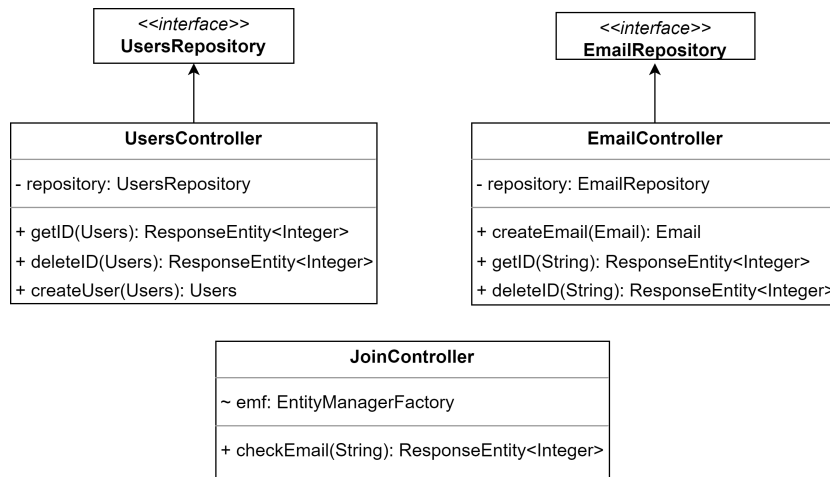 <<interface>>
UsersRepository
UsersController
- repository: UsersRepository
+ getID(Users): ResponseEntity<Integer>
+ deleteID(Users): ResponseEntity<Integer>
+ createUser(Users): Users
<<interface>>
EmailRepository
EmailController
- repository: EmailRepository
+ createEmail(Email): Email
+ getID(String): ResponseEntity<Integer>
+ deleteID(String): ResponseEntity<Integer>
JoinController
~ emf: EntityManagerFactory
+ checkEmail(String): ResponseEntity<Integer>